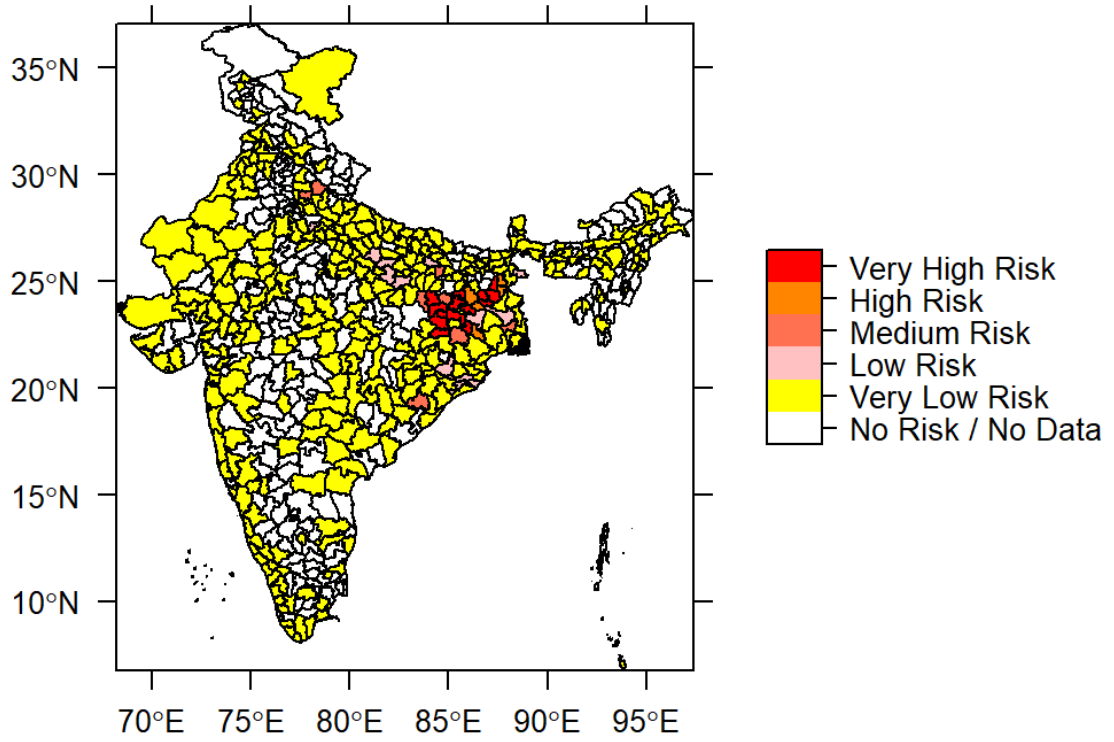 35°N
30°N
25°N
20°N
15°N
10°N
70°E 75°E 80°E 85°E 90°E 95°E
Very High Risk
High Risk
Medium Risk
Low Risk
Very Low Risk
No Risk / No Data